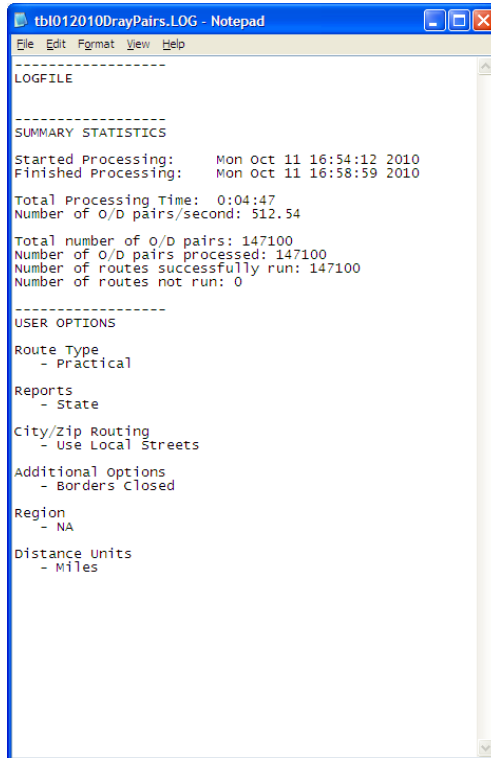 tbl012010DrayPairs.LOG - Notepad
File Edit Format View Help
------------------
LOGFILE
------------------
SUMMARY STATISTICS
Started Processing: Mon Oct 11 16:54:12 2010
Finished Processing: Mon Oct 11 16:58:59 2010
Total Processing Time: 0:04:47
Number of O/D pairs/second: 512.54
Total number of O/D pairs: 147100
Number of O/D pairs processed: 147100
Number of routes successfully run: 147100
Number of routes not run: 0
------------------
USER OPTIONS
Route Type
- Practical
Reports
- State
City/Zip Routing
- Use Local Streets
Additional Options
- Borders Closed
Region
- NA
Distance Units
- Miles